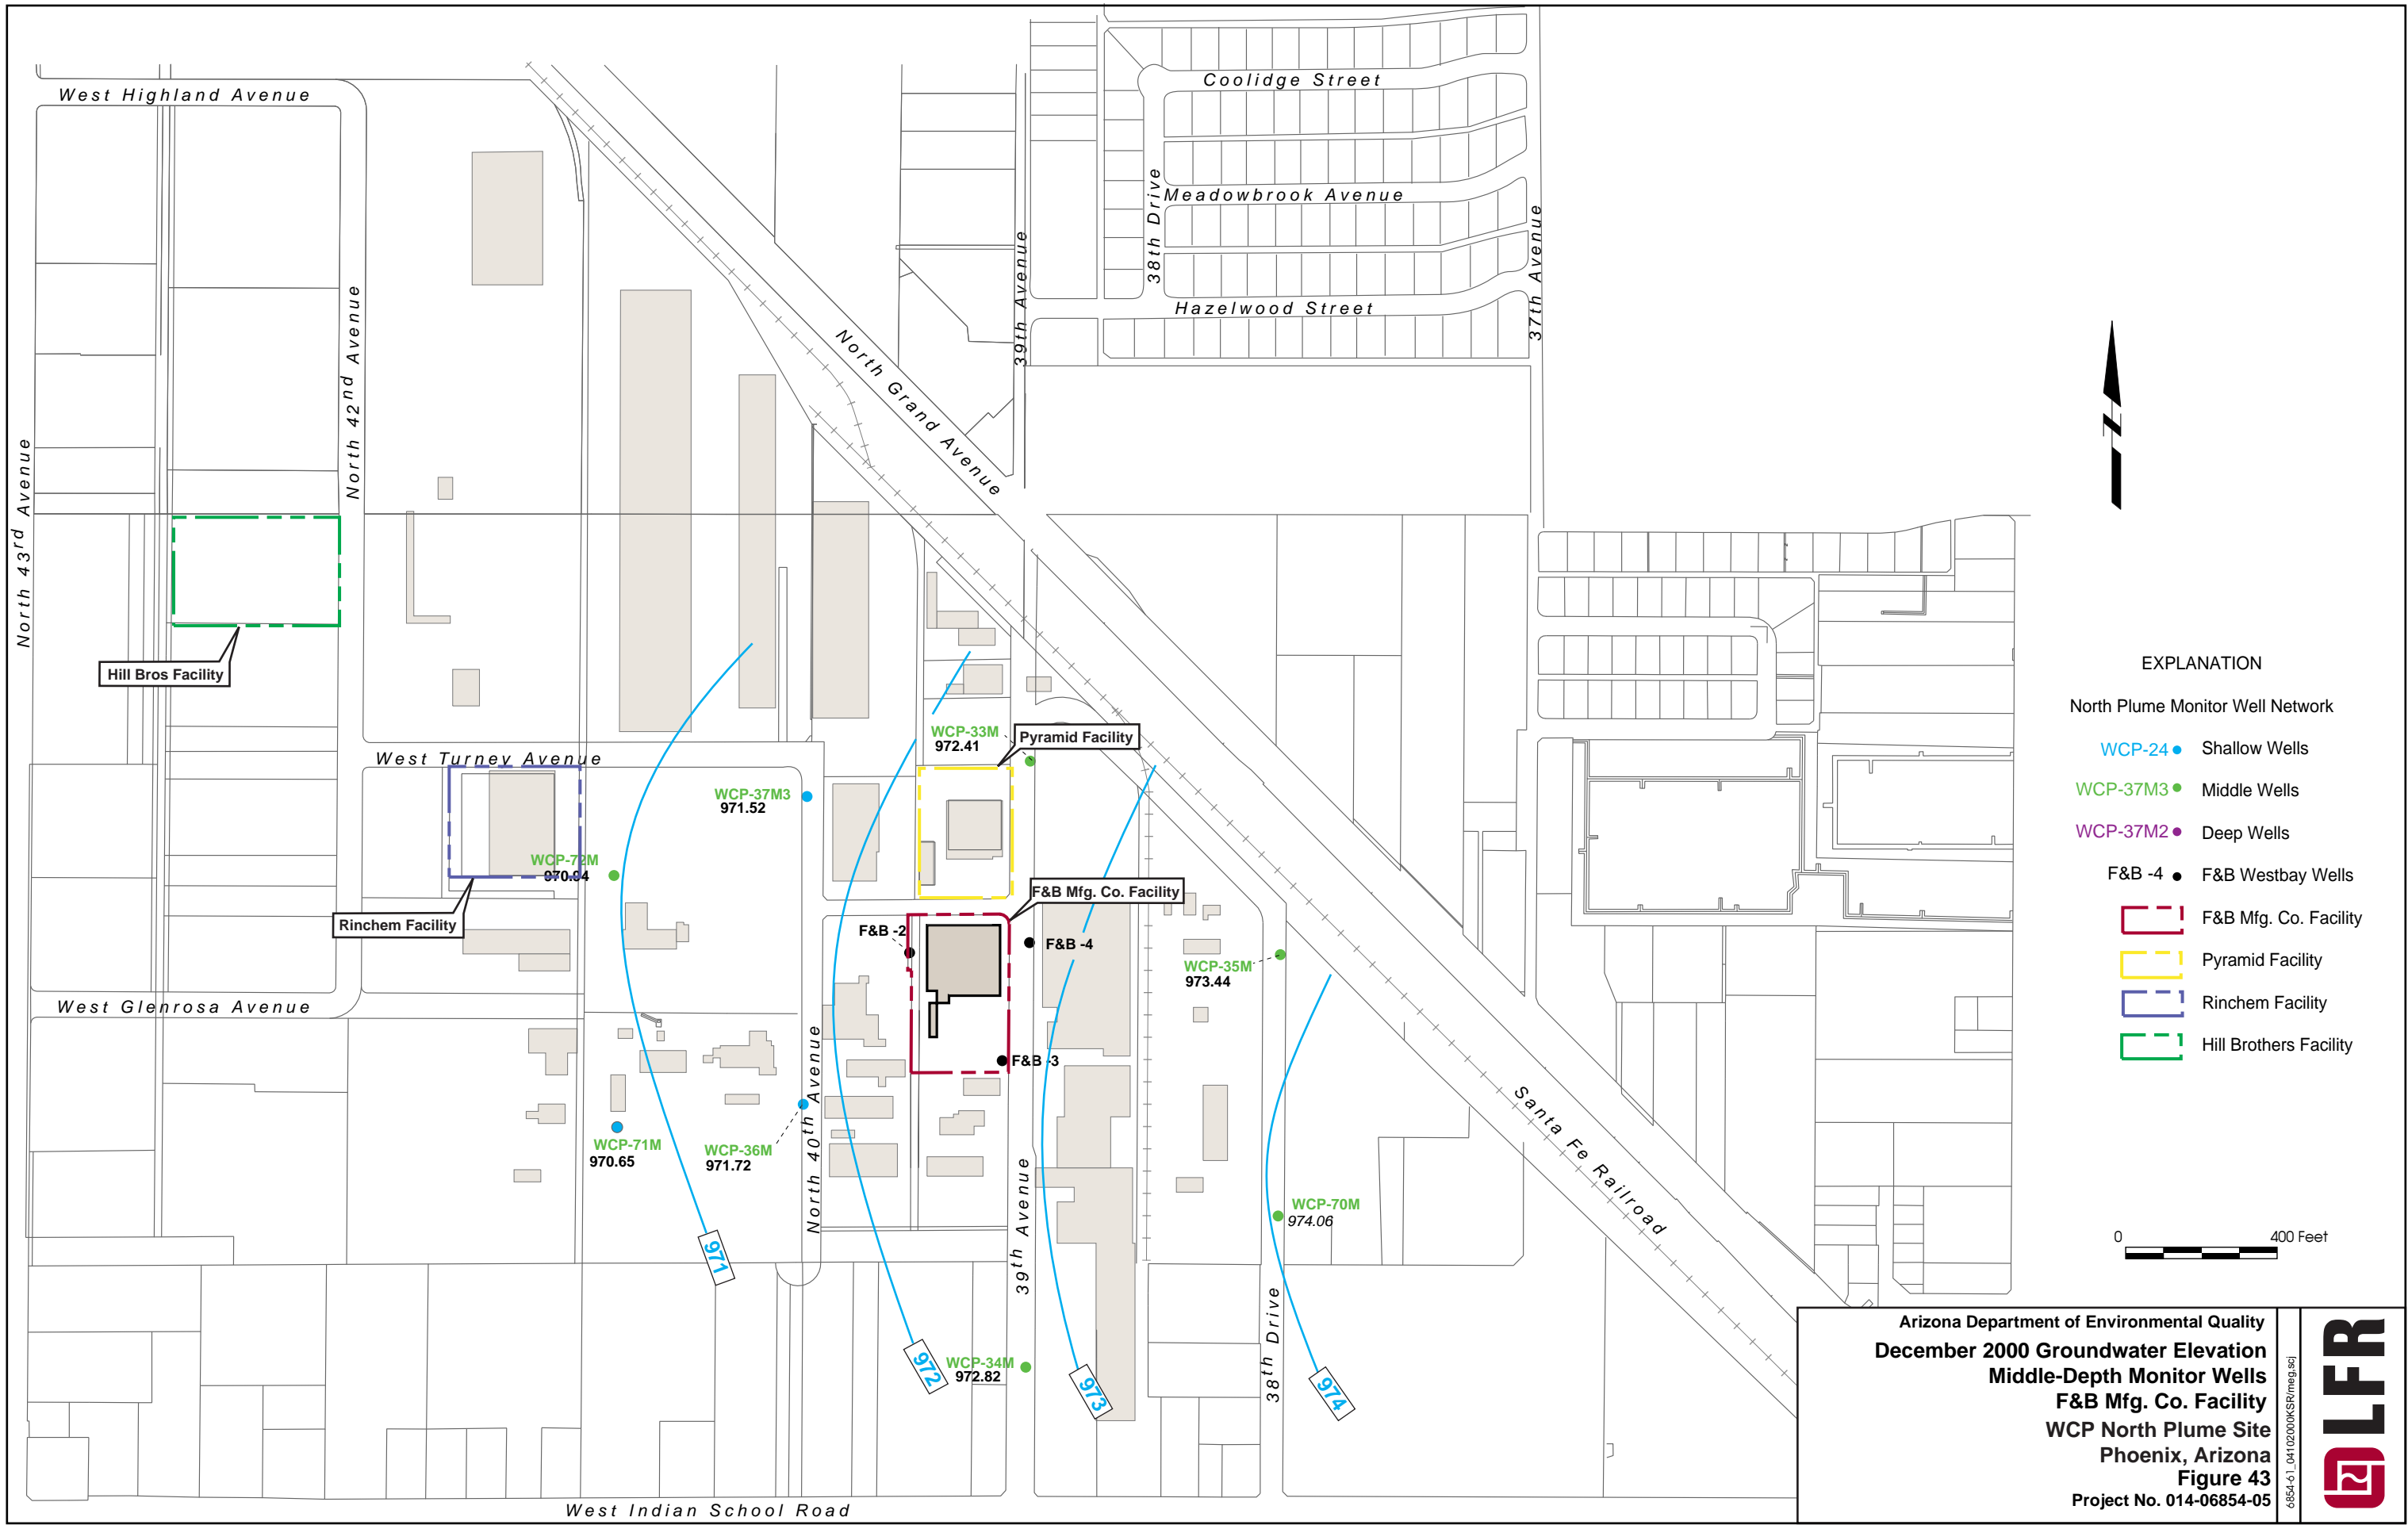 West Highland Avenue
Coolidge Street
38th Drive
Meadowbrook Avenue
39th Avenue
37th Avenue
Hazelwood Street
North 42nd Avenue
North Grand Avenue
North 43rd Avenue
Hill Bros Facility
WCP-33M
972.41
Pyramid Facility
West Turney Avenue
WCP-37M3
971.52
WCP-72M
970.94
Rinchem Facility
F&B Mfg. Co. Facility
F&B -2
F&B -4
WCP-35M
973.44
West Glenrosa Avenue
F&B -3
North 40th Avenue
WCP-71M
970.65
WCP-36M
971.72
39th Avenue
Santa Fe Railroad
WCP-70M
974.06
971
972
WCP-34M
972.82
973
38th Drive
974
West Indian School Road
N
EXPLANATION
North Plume Monitor Well Network
WCP-24 Shallow Wells
WCP-37M3 Middle Wells
WCP-37M2 Deep Wells
F&B -4 F&B Westbay Wells
F&B Mfg. Co. Facility
Pyramid Facility
Rinchem Facility
Hill Brothers Facility
0 400 Feet
Arizona Department of Environmental Quality
December 2000 Groundwater Elevation
Middle-Depth Monitor Wells
F&B Mfg. Co. Facility
WCP North Plume Site
Phoenix, Arizona
Figure 43
Project No. 014-06854-05
6854-61_04102000KSR/meg.scj
LFR